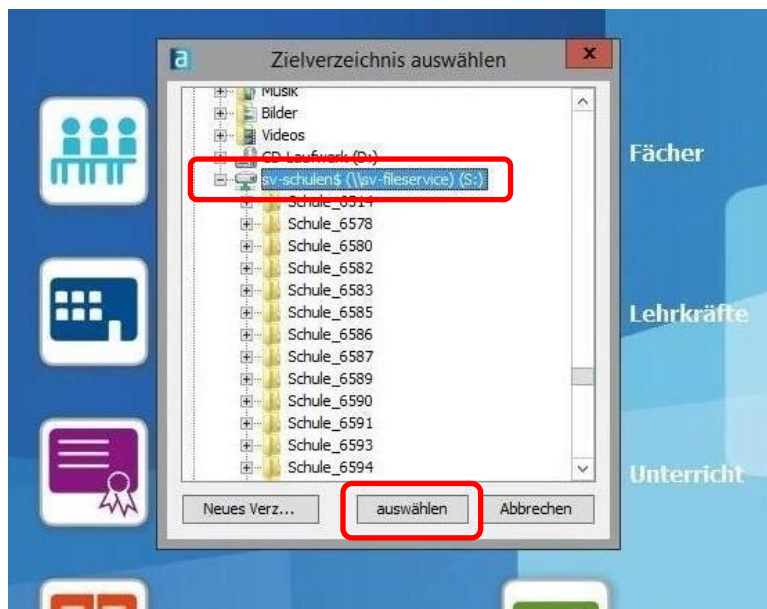 Zielverzeichnis auswählen
x
Musik
Bilder
Videos
CD-Laufwerk (D:)
sv-schulen$ (\\sv-fileservice) (S:)
Schule_6514
Schule_6578
Schule_6580
Schule_6582
Schule_6583
Schule_6585
Schule_6586
Schule_6587
Schule_6589
Schule_6590
Schule_6591
Schule_6593
Schule_6594
Neues Verz...
auswählen
Abbrechen
Fächer
Lehrkräfte
Unterricht